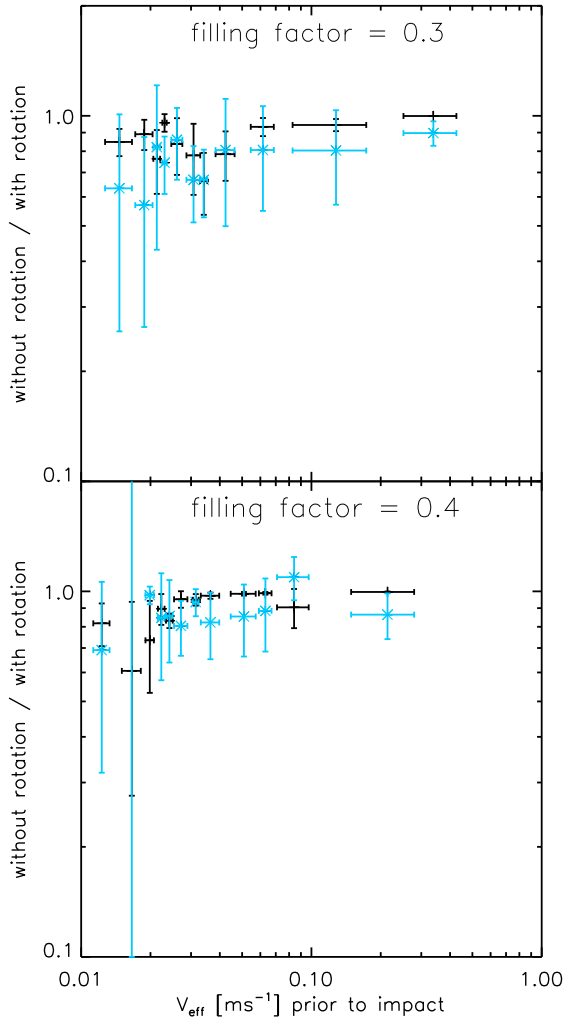 filling factor = 0.3
1.0
without rotation / with rotation
0.1
filling factor = 0.4
1.0
without rotation / with rotation
0.1
0.01 0.10 1.00
V_eff [ms⁻¹] prior to impact